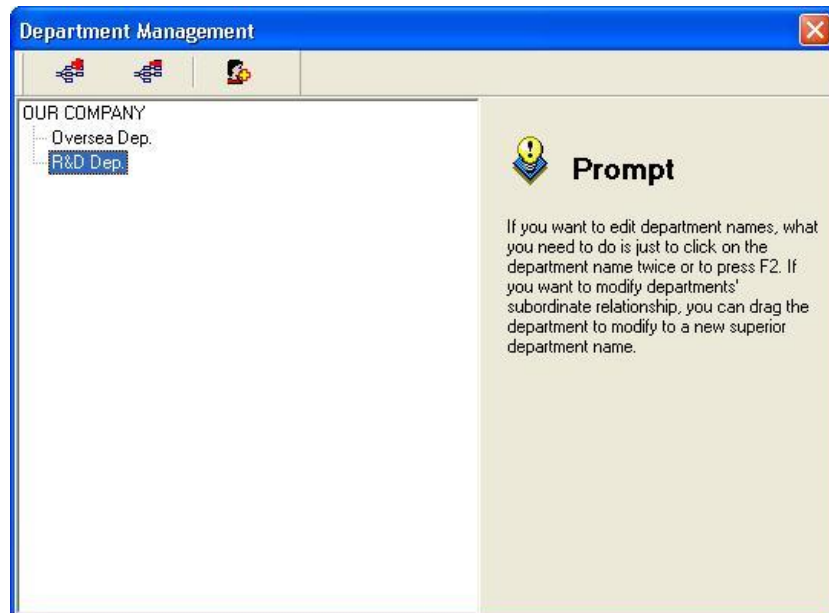 Department Management
OUR COMPANY
Oversea Dep.
R&D Dep.
Prompt
If you want to edit department names, what
you need to do is just to click on the
department name twice or to press F2. If
you want to modify departments'
subordinate relationship, you can drag the
department to modify to a new superior
department name.